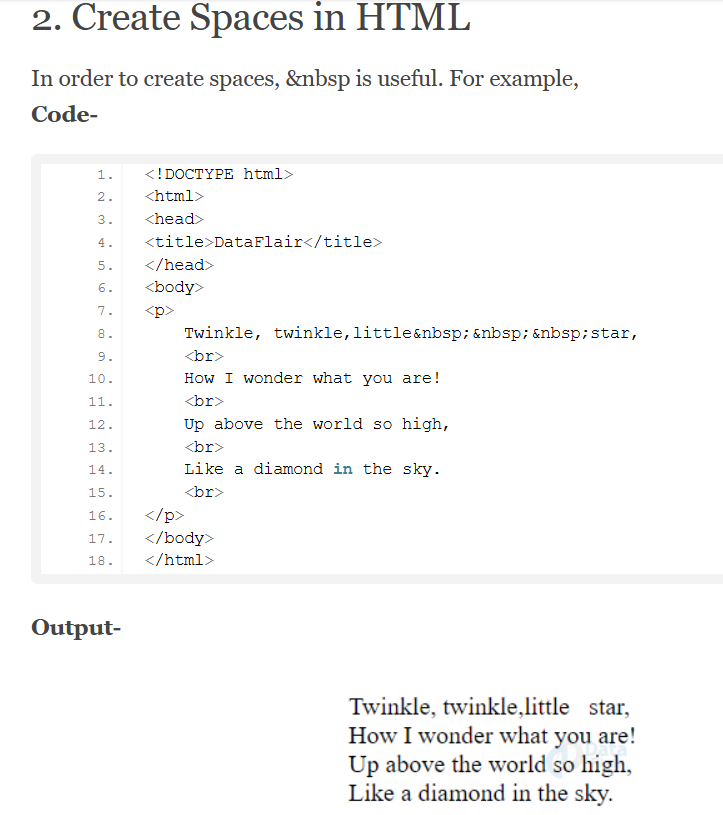 2. Create Spaces in HTML
In order to create spaces, &nbsp is useful. For example,
Code-
1. <!DOCTYPE html>
2. <html>
3. <head>
4. <title>DataFlair</title>
5. </head>
6. <body>
7. <p>
8. Twinkle, twinkle,little&nbsp;&nbsp;&nbsp;star,
9. <br>
10. How I wonder what you are!
11. <br>
12. Up above the world so high,
13. <br>
14. Like a diamond in the sky.
15. <br>
16. </p>
17. </body>
18. </html>
Output-
Twinkle, twinkle,little   star,
How I wonder what you are!
Data
Up above the world so high,
Like a diamond in the sky.